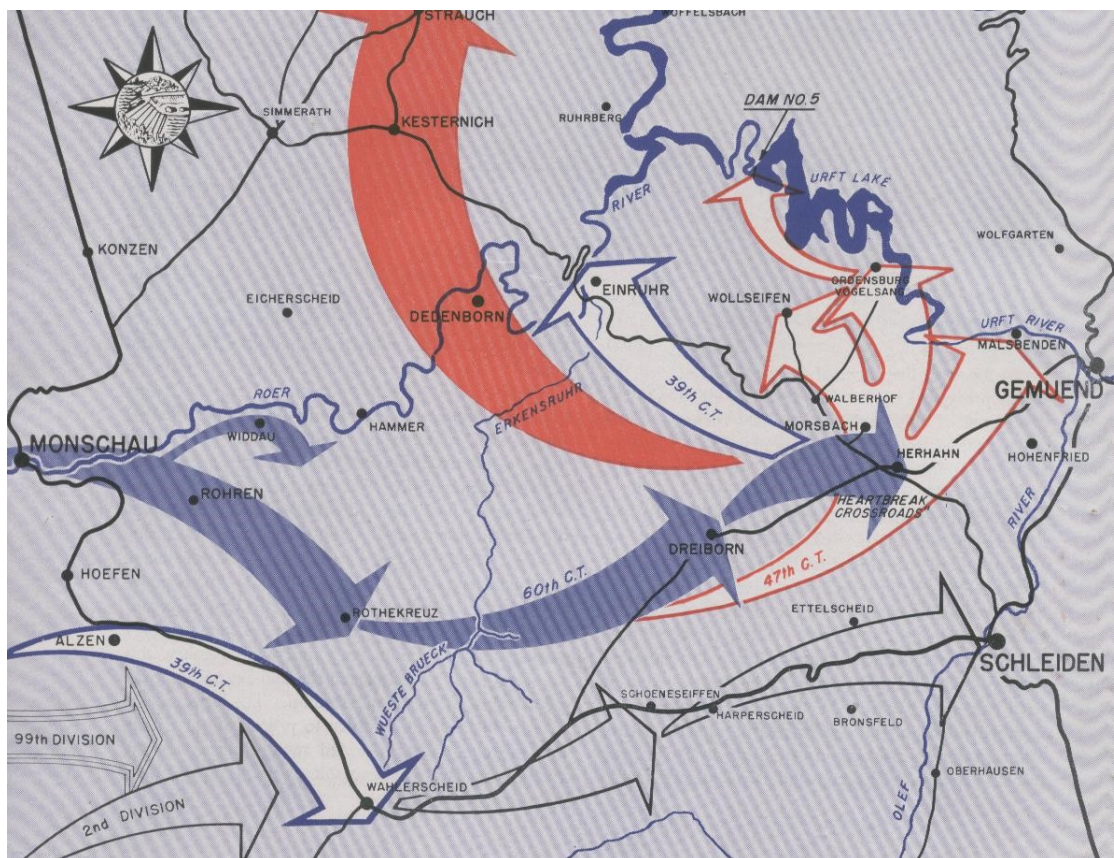 STRAUCH
ROFFELSBACH
DAM NO. 5
SIMMERATH
KESTERNICH
RUHRBERG
RIVER
URFT LAKE
KONZEN
WOLFGARTEN
EINRUHR
ORDENSBURG
VOGELSANG
EICHERSCHEID
DEDENBORN
WOLLSEIFEN
URFT RIVER
MALSBENDEN
GEMUEND
39th C.T.
ROER
ERKENSRUHR
WALBERHOF
HAMMER
MORSBACH
WIDDAU
MONSCHAU
HERHAHN
HOHENFRIED
ROHREN
"HEARTBREAK
CROSSROADS"
RIVER
DREIBORN
HOEFEN
60th C.T.
47th C.T.
ROTHEKREUZ
ETTELSCHEID
ALZEN
SCHLEIDEN
39th C.T.
WUESTE BRUECK
SCHOENESEIFFEN
HARPERSCHEID
BRONSFELD
99th DIVISION
OBERHAUSEN
WAHLERSCHEID
2nd DIVISION
OLEF